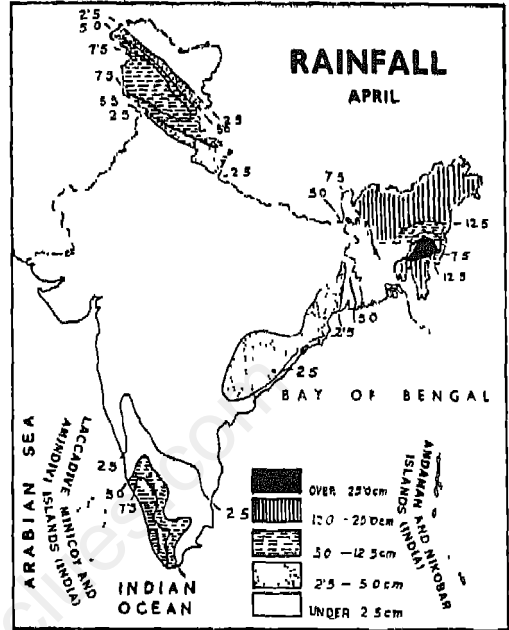 RAINFALL
APRIL
2'5
5 0
7'5
7 5
5 5
2 5
2 5
5 0
2 5
7 5
5 0
12 5
7 5
12 5
5 0
2'5
2 5
BAY OF BENGAL
ARABIAN SEA
LACCADIVE MINICOY AND
AMINDIVI ISLANDS (INDIA)
2 5
5 0
7 5
2 5
INDIAN
OCEAN
ANDAMAN AND NIKOBAR
ISLANDS (INDIA)
OVER 25'0cm
- 25'0cm
5 0 - 12 5cm
2'5 - 5 0cm
UNDER 2 5cm